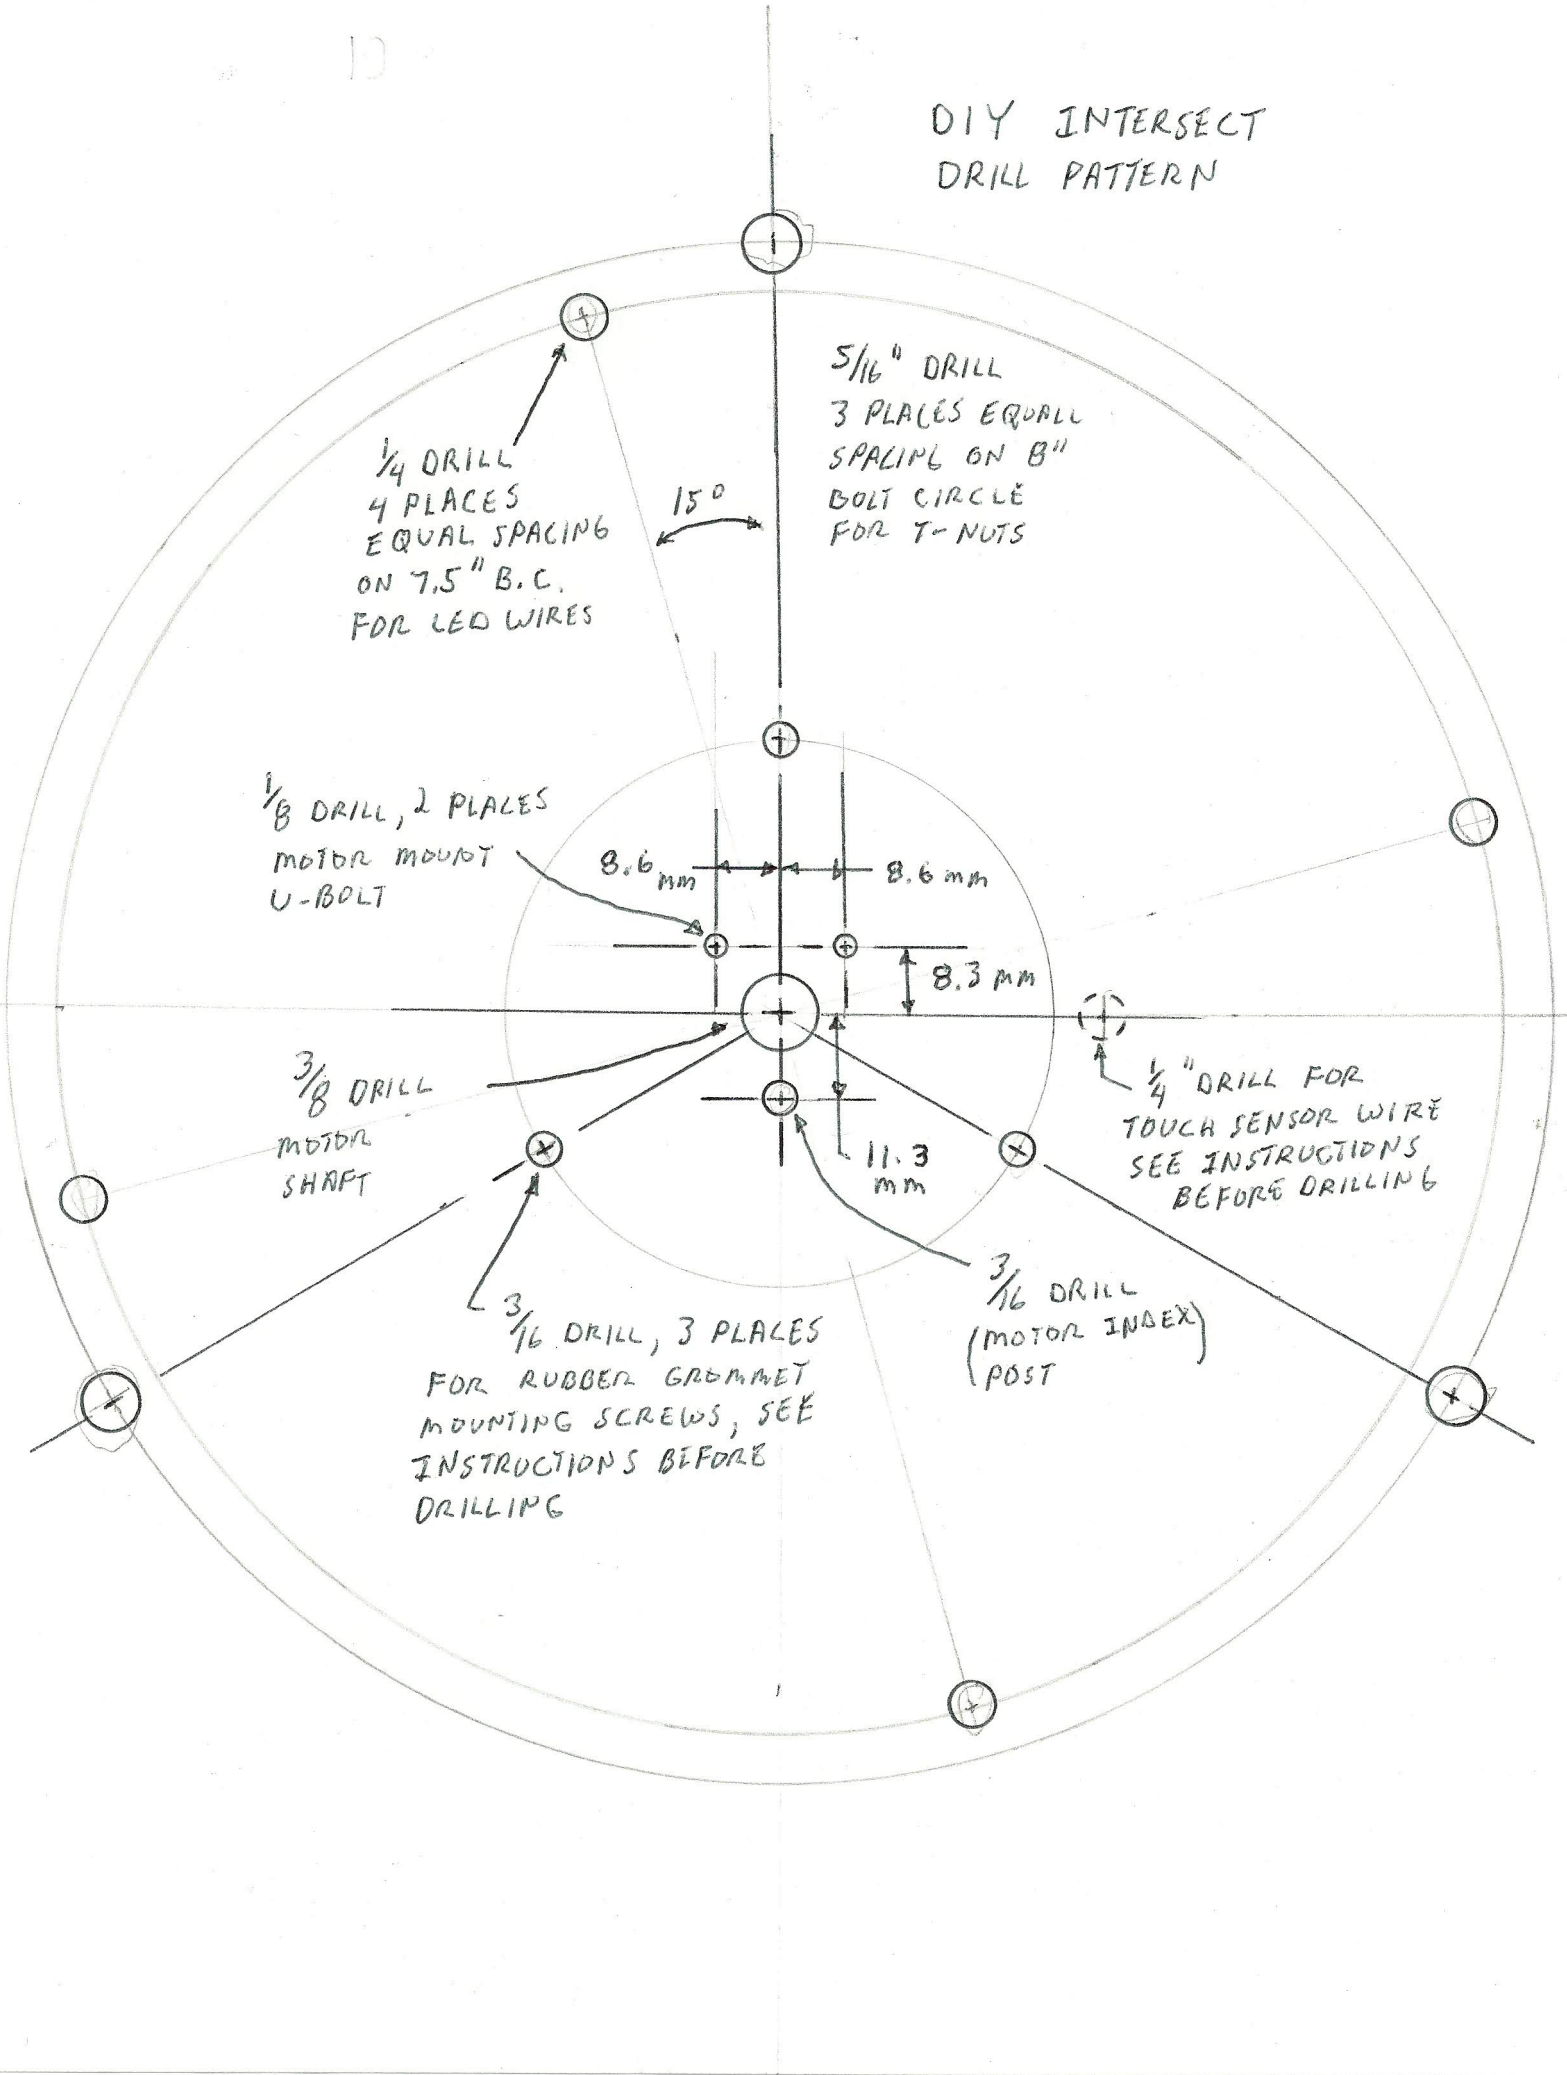 DIY INTERSECT
DRILL PATTERN
5/16" DRILL
3 PLACES EQUALL
SPACING ON 8"
BOLT CIRCLE
FOR T-NUTS
1/4 DRILL
4 PLACES
EQUAL SPACING
ON 7.5" B.C.
FOR LED WIRES
15°
1/8 DRILL, 2 PLACES
MOTOR MOUNT
U-BOLT
8.6 mm
8.6 mm
8.3 mm
3/8 DRILL
MOTOR
SHAFT
1/4" DRILL FOR
TOUCH SENSOR WIRE
SEE INSTRUCTIONS
BEFORE DRILLING
11.3
mm
3/16 DRILL
(MOTOR INDEX)
POST
3/16 DRILL, 3 PLACES
FOR RUBBER GROMMET
MOUNTING SCREWS, SEE
INSTRUCTIONS BEFORE
DRILLING